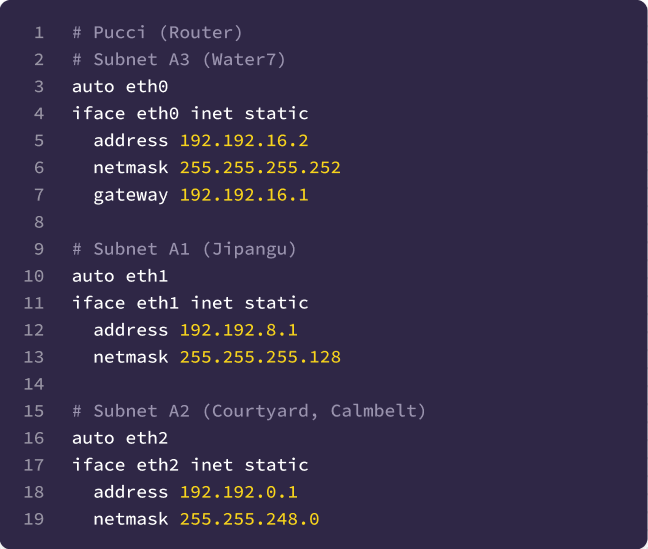 1 # Pucci (Router)
2 # Subnet A3 (Water7)
3 auto eth0
4 iface eth0 inet static
5   address 192.192.16.2
6   netmask 255.255.255.252
7   gateway 192.192.16.1
8
9 # Subnet A1 (Jipangu)
10 auto eth1
11 iface eth1 inet static
12   address 192.192.8.1
13   netmask 255.255.255.128
14
15 # Subnet A2 (Courtyard, Calmbelt)
16 auto eth2
17 iface eth2 inet static
18   address 192.192.0.1
19   netmask 255.255.248.0